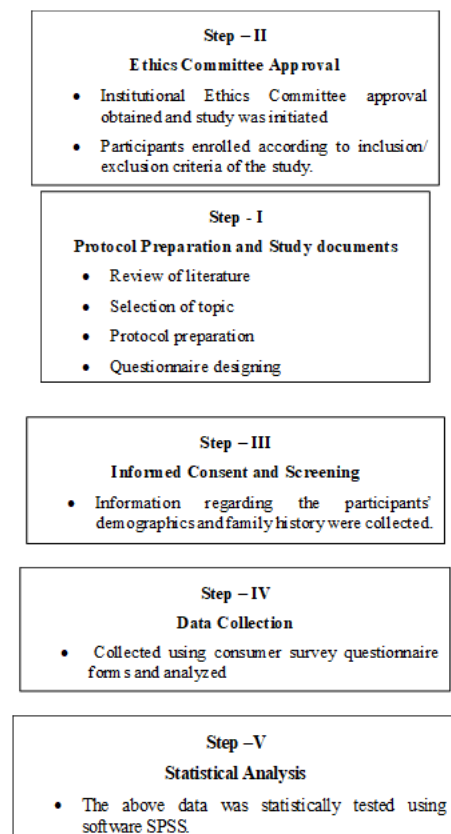 Step – II
Ethics Committee Approval
• Institutional Ethics Committee approval
obtained and study was initiated
• Participants enrolled according to inclusion/
exclusion criteria of the study.
Step - I
Protocol Preparation and Study documents
• Review of literature
• Selection of topic
• Protocol preparation
• Questionnaire designing
Step – III
Informed Consent and Screening
• Information regarding the participants'
demographics and family history were collected.
Step – IV
Data Collection
• Collected using consumer survey questionnaire
forms and analyzed
Step –V
Statistical Analysis
• The above data was statistically tested using
software SPSS.